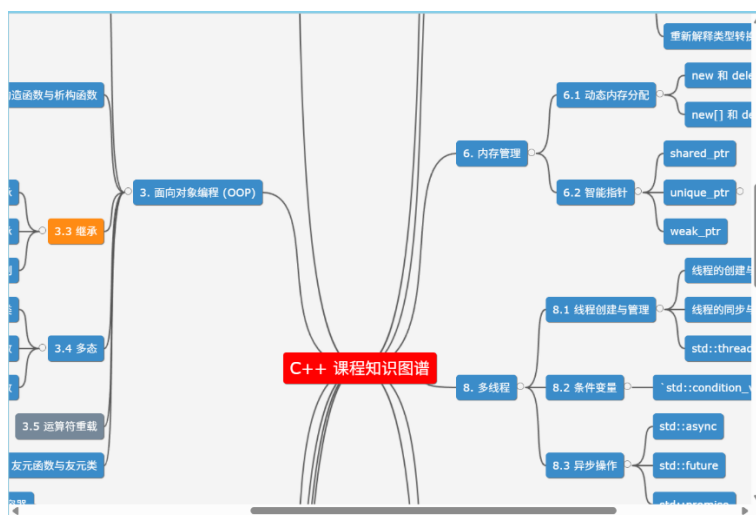 重新解释类型转换
new 和 dele
6.1 动态内存分配
new[] 和 de
造函数与析构函数
6. 内存管理
shared_ptr
3. 面向对象编程 (OOP)
6.2 智能指针
unique_ptr
3.3 继承
weak_ptr
线程的创建与
8.1 线程创建与管理
线程的同步与
3.4 多态
std::thread
C++ 课程知识图谱
8. 多线程
8.2 条件变量
`std::condition_v
3.5 运算符重载
std::async
友元函数与友元类
8.3 异步操作
std::future